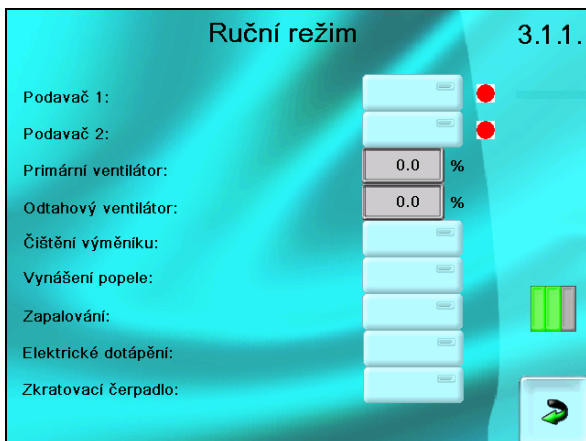 Ruční režim 3.1.1.
Podavač 1:
Podavač 2:
Primární ventilátor: 0.0 %
Odtahový ventilátor: 0.0 %
Čištění výměníku:
Vynášení popele:
Zapalování:
Elektrické dotápění:
Zkratovací čerpadlo: